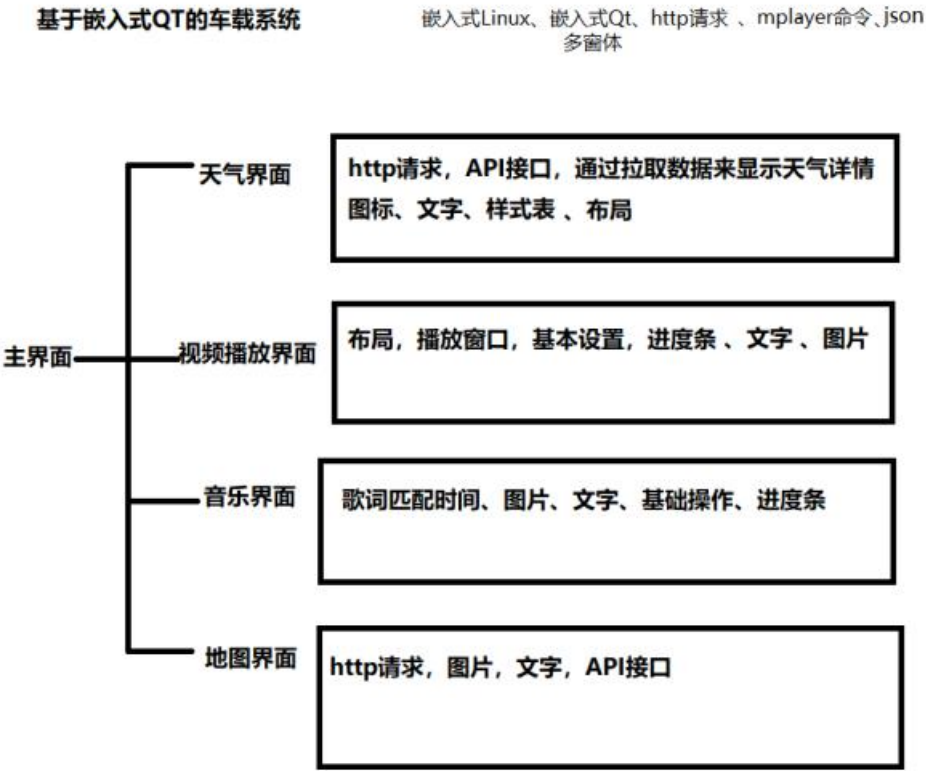 基于嵌入式QT的车载系统
嵌入式Linux、嵌入式Qt、http请求 、mplayer命令、json
多窗体
天气界面
http请求，API接口，通过拉取数据来显示天气详情
图标、文字、样式表 、布局
主界面
视频播放界面
布局，播放窗口，基本设置，进度条 、文字 、图片
音乐界面
歌词匹配时间、图片、文字、基础操作、进度条
地图界面
http请求，图片，文字，API接口